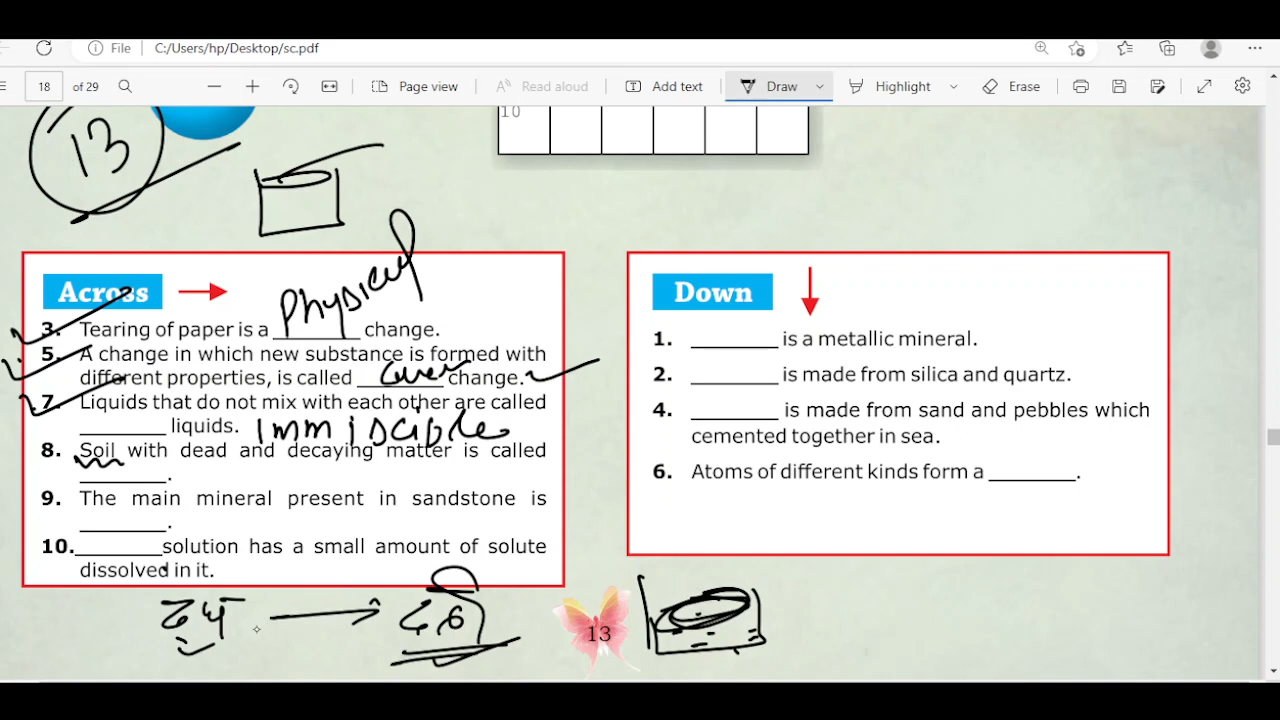 File C:/Users/hp/Desktop/sc.pdf
18 of 29 Page view Read aloud Add text Draw Highlight Erase
10
13
Across
Physical
3. Tearing of paper is a ________ change.
5. A change in which new substance is formed with
different properties, is called ________ change.
7. Liquids that do not mix with each other are called
________ liquids. Immiscible
8. Soil with dead and decaying matter is called
________.
9. The main mineral present in sandstone is
________.
10. ________ solution has a small amount of solute
dissolved in it.
Down
1. ________ is a metallic mineral.
2. ________ is made from silica and quartz.
4. ________ is made from sand and pebbles which
cemented together in sea.
6. Atoms of different kinds form a ________.
13